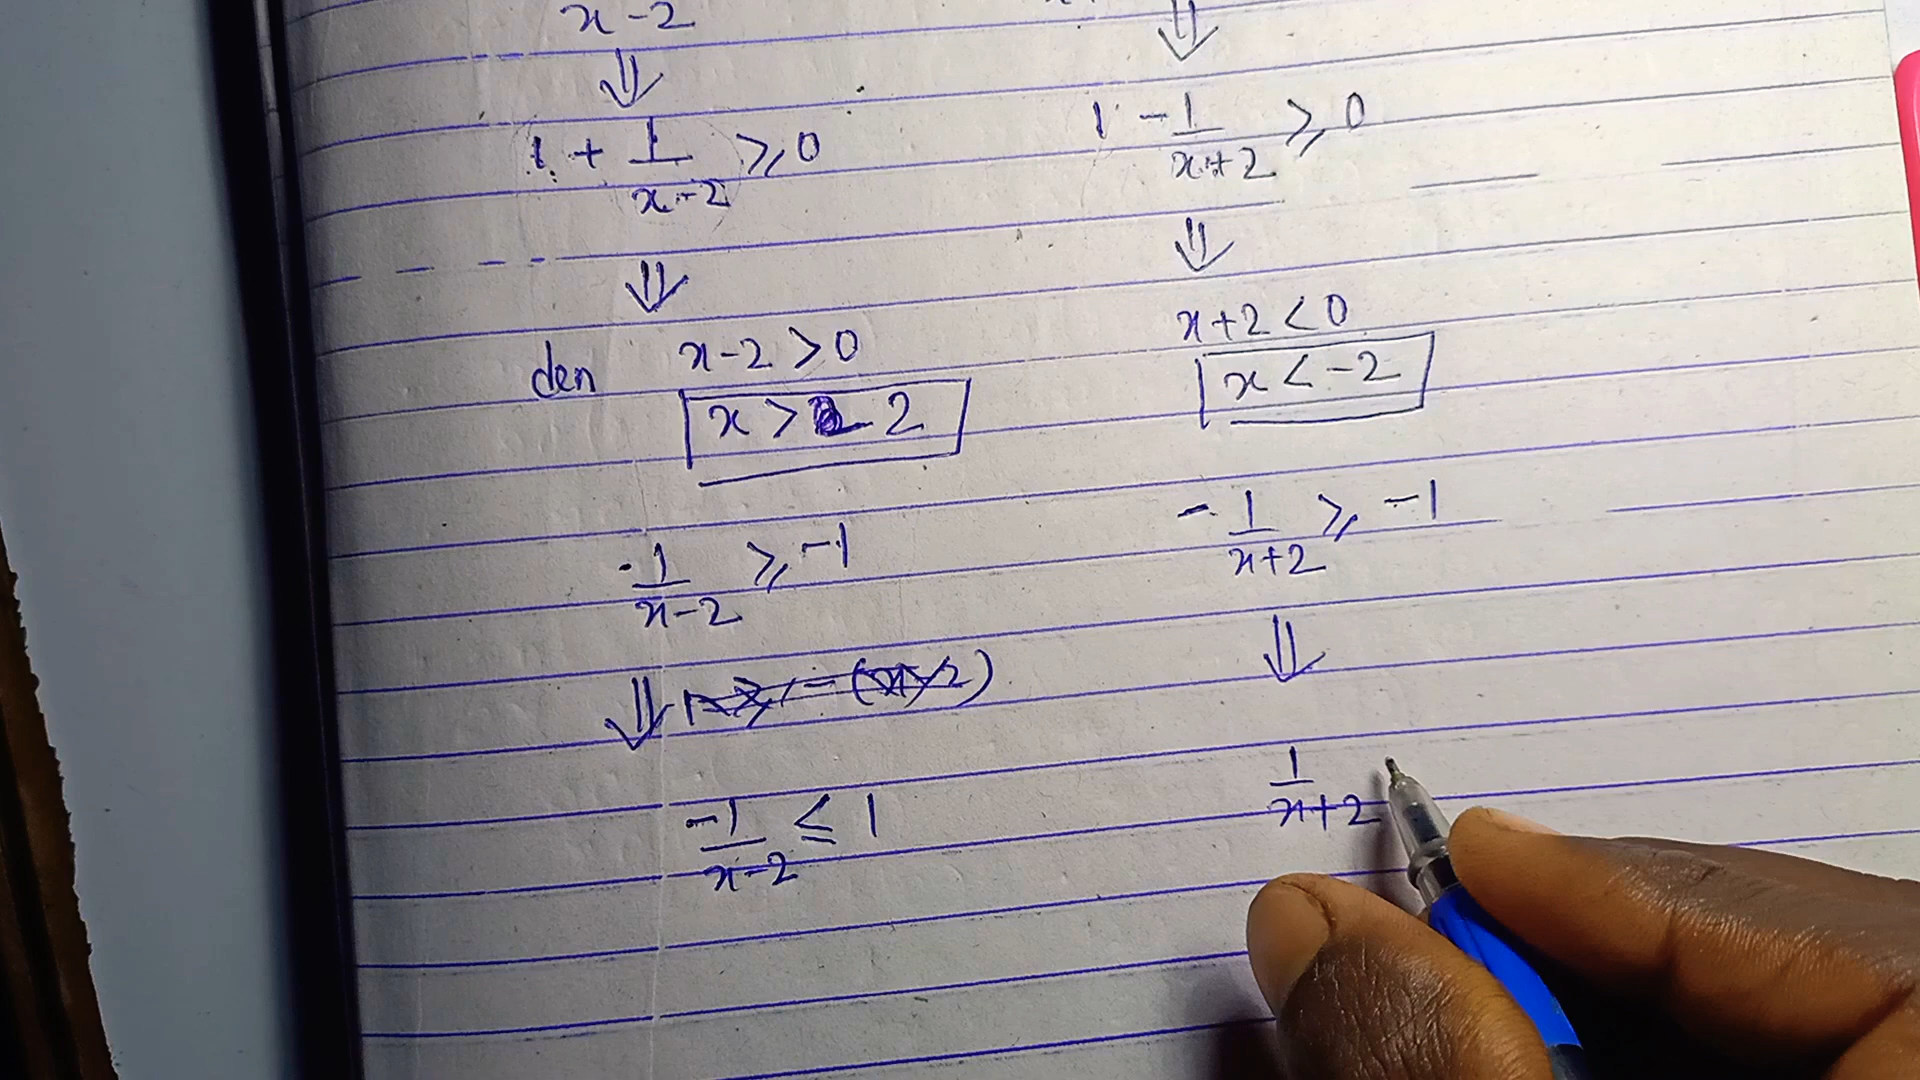 x-2
⇓
⇓
1 + 1/(x-2) ≥ 0
1 - 1/(x+2) ≥ 0
⇓
⇓
den x-2 > 0
x+2 < 0
x > 2
x < -2
-1/(x-2) ≥ -1
-1/(x+2) ≥ -1
⇓
⇓
-1/(x-2) ≤ 1
1/(x+2)